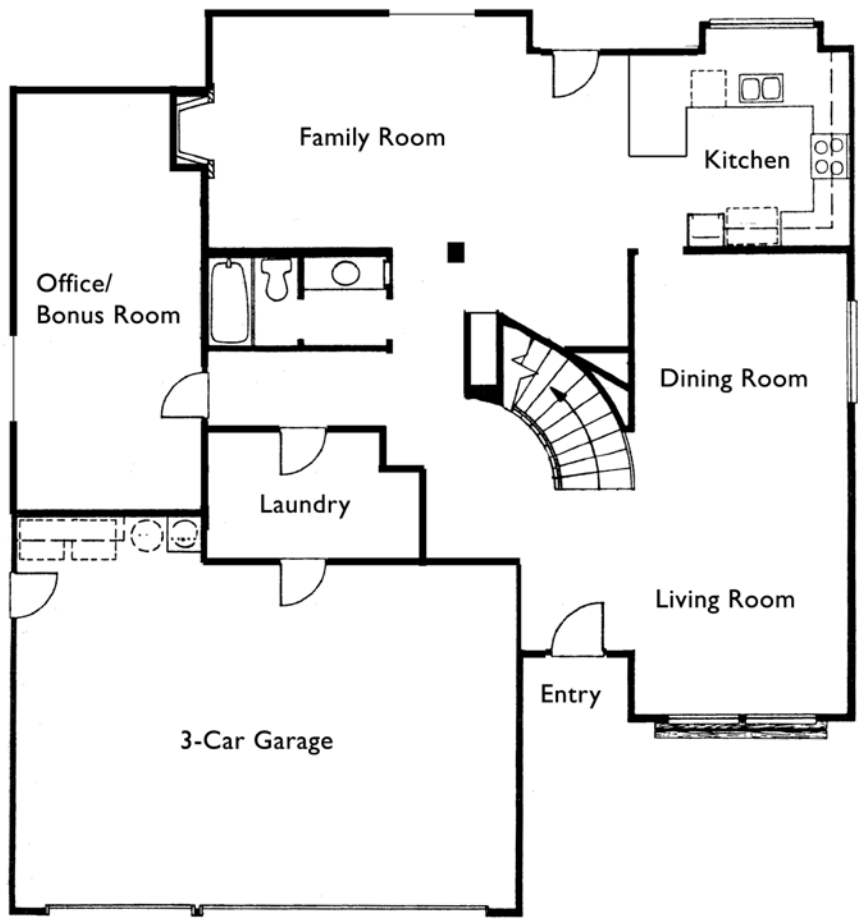 Family Room
Kitchen
Office/
Bonus Room
Dining Room
Laundry
Living Room
Entry
3-Car Garage